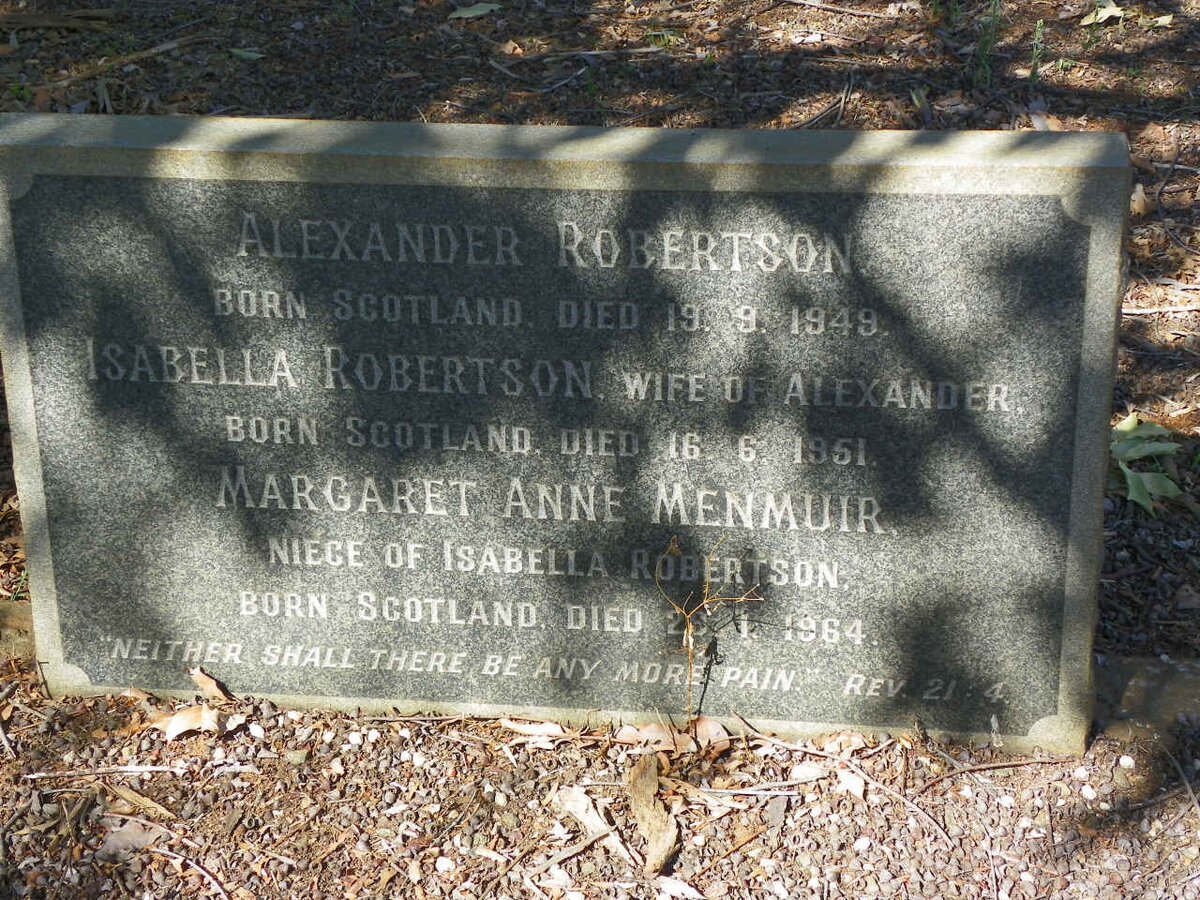 ALEXANDER ROBERTSON
BORN SCOTLAND. DIED 19. 9. 1949.
ISABELLA ROBERTSON. WIFE OF ALEXANDER.
BORN SCOTLAND. DIED 16. 6. 1951.
MARGARET ANNE MENMUIR.
NIECE OF ISABELLA ROBERTSON.
BORN SCOTLAND. DIED 1. 1964.
"NEITHER SHALL THERE BE ANY MORE PAIN." REV. 21: 4.